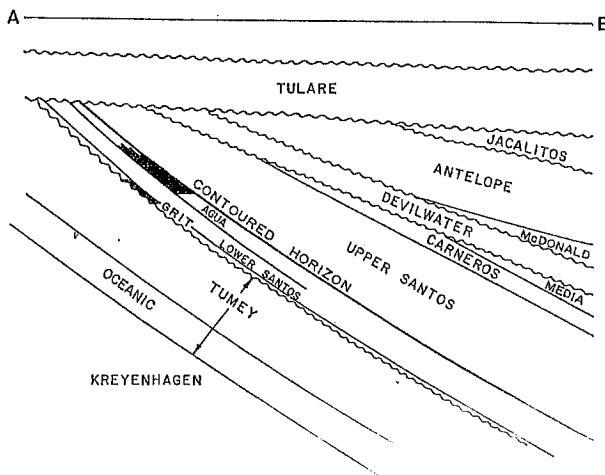 A
E
TULARE
JACALITOS
ANTELOPE
DEVILWATER
McDONALD
CONTOURED HORIZON
AGUA
CARNEROS
UPPER SANTOS
MEDIA
GRIT
LOWER SANTOS
TUMEY
OCEANIC
KREYENHAGEN